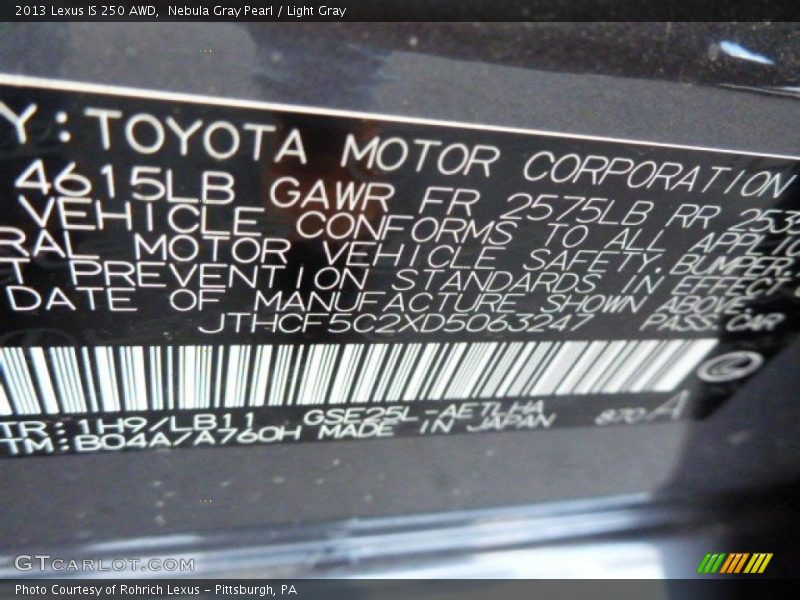 2013 Lexus IS 250 AWD, Nebula Gray Pearl / Light Gray
Y: TOYOTA MOTOR CORPORATION
4615LB GAWR FR 2575LB RR 253
VEHICLE CONFORMS TO ALL APPLIC
RAL MOTOR VEHICLE SAFETY, BUMPER,
T PREVENTION STANDARDS IN EFFECT
DATE OF MANUFACTURE SHOWN ABOVE.
JTHCF5C2XD5063247 PASS. CAR
TR: 1H9/LB11 GSE25L-AETLHA 870A
TM: B04A/A760H MADE IN JAPAN
GTCARLOT.COM
Photo Courtesy of Rohrich Lexus - Pittsburgh, PA